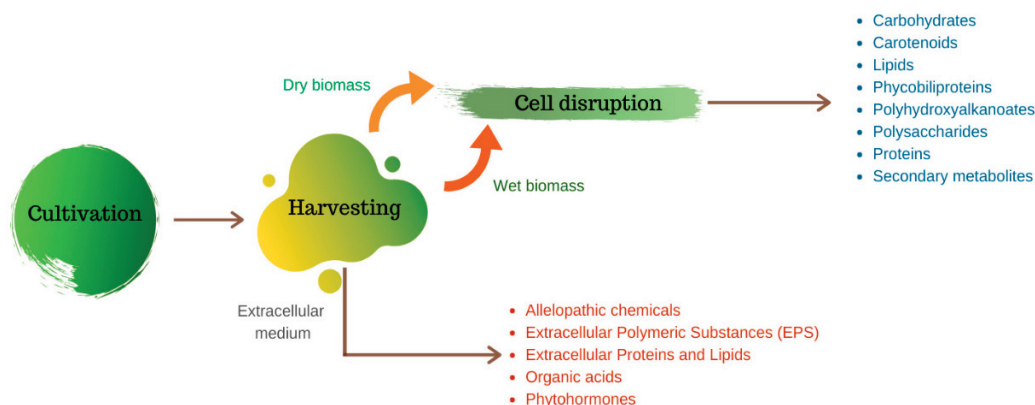 Cultivation
Harvesting
Dry biomass
Wet biomass
Cell disruption
Carbohydrates
Carotenoids
Lipids
Phycobiliproteins
Polyhydroxyalkanoates
Polysaccharides
Proteins
Secondary metabolites
Extracellular
medium
Allelopathic chemicals
Extracellular Polymeric Substances (EPS)
Extracellular Proteins and Lipids
Organic acids
Phytohormones